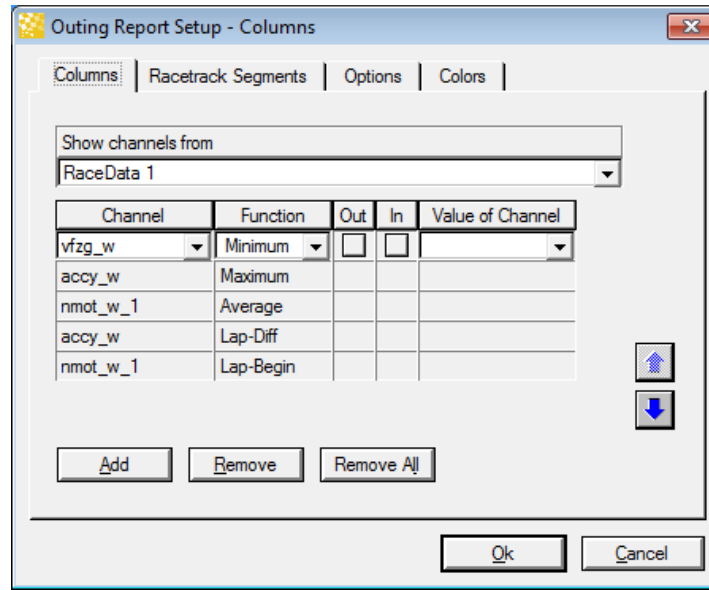 Outing Report Setup - Columns
Columns Racetrack Segments Options Colors
Show channels from
RaceData 1
Channel Function Out In Value of Channel
vfzg_w Minimum
accy_w Maximum
nmot_w_1 Average
accy_w Lap-Diff
nmot_w_1 Lap-Begin
Add Remove Remove All
Ok Cancel